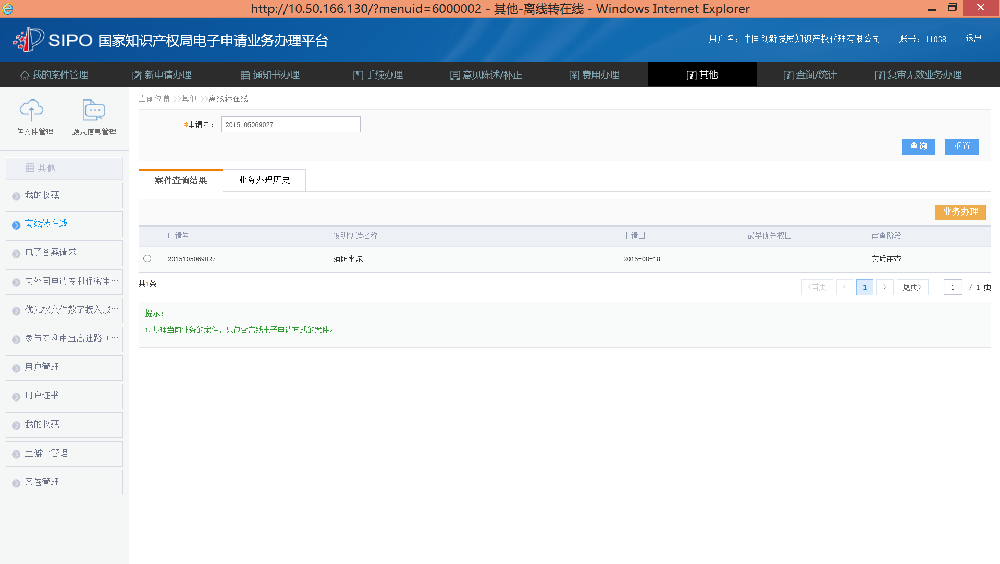 http://10.50.166.130/?menuid=6000002 - 其他-离线转在线 - Windows Internet Explorer
SIPO 国家知识产权局电子申请业务办理平台
用户名：中国创新发展知识产权代理有限公司 账号：11038 退出
我的案件管理 新申请办理 通知书办理 手续办理 意见陈述/补正 费用办理 其他 查询/统计 复审无效业务办理
上传文件管理 题录信息管理
当前位置 >>其他 >>离线转在线
*申请号： 2015105069027
查询 重置
其他
我的收藏
离线转在线
电子备案请求
向外国申请专利保密审…
优先权文件数字接入服…
参与专利审查高速路（…
用户管理
用户证书
我的收藏
生僻字管理
案卷管理
案件查询结果 业务办理历史
业务办理
申请号 发明创造名称 申请日 最早优先权日 审查阶段
2015105069027 消防水炮 2015-08-18 实质审查
共1条
<首页 < 1 > 尾页> 1 / 1 页
提示：
1.办理当前业务的案件，只包含离线电子申请方式的案件。